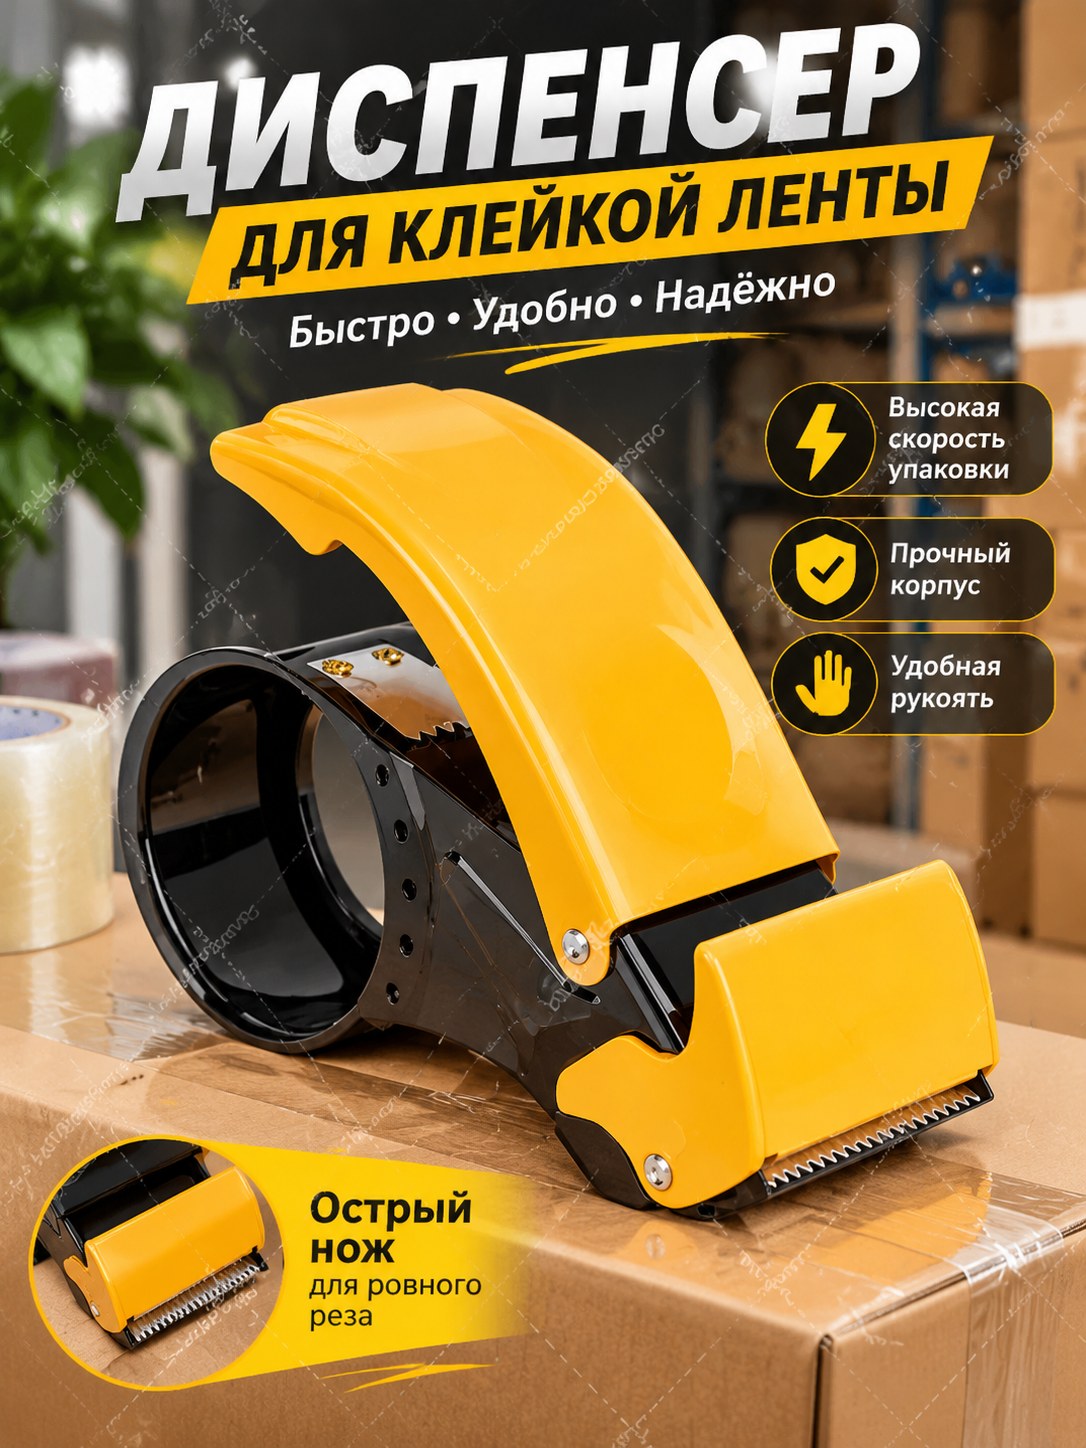 ДИСПЕНСЕР
ДЛЯ КЛЕЙКОЙ ЛЕНТЫ
Быстро • Удобно • Надёжно
Высокая
скорость
упаковки
Прочный
корпус
Удобная
рукоять
Острый
нож
для ровного
реза